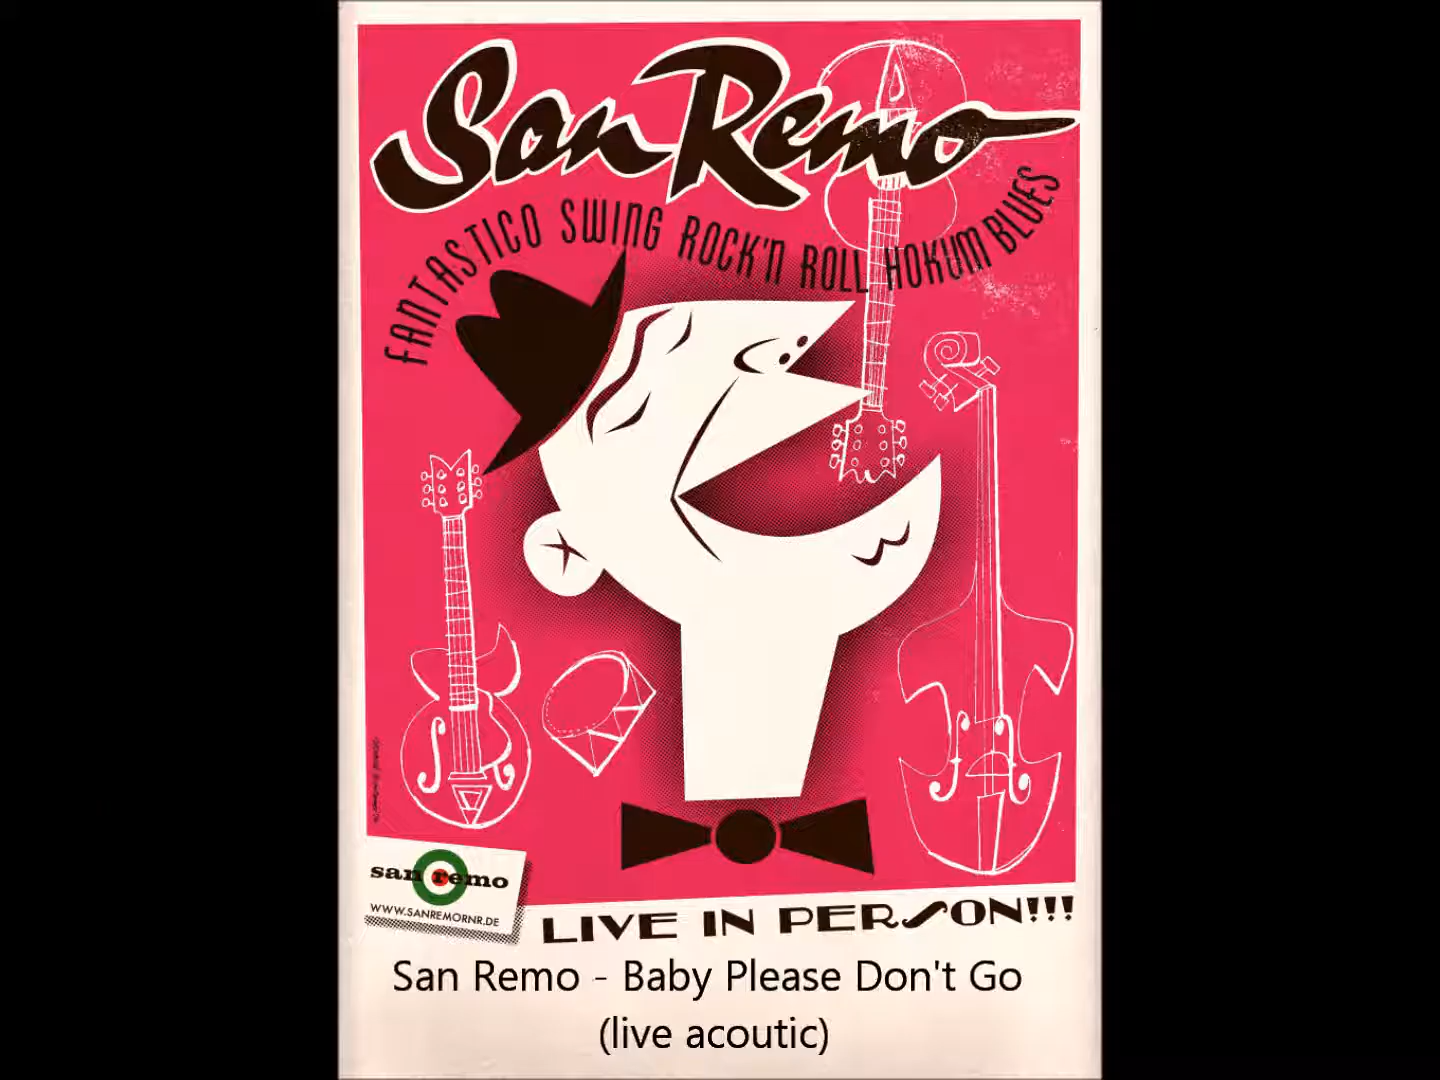 San Remo
FANTASTICO SWING ROCK'N ROLL HOKUM BLUES
san remo
WWW.SANREMORNR.DE
LIVE IN PERSON!!!
San Remo - Baby Please Don't Go
(live acoutic)